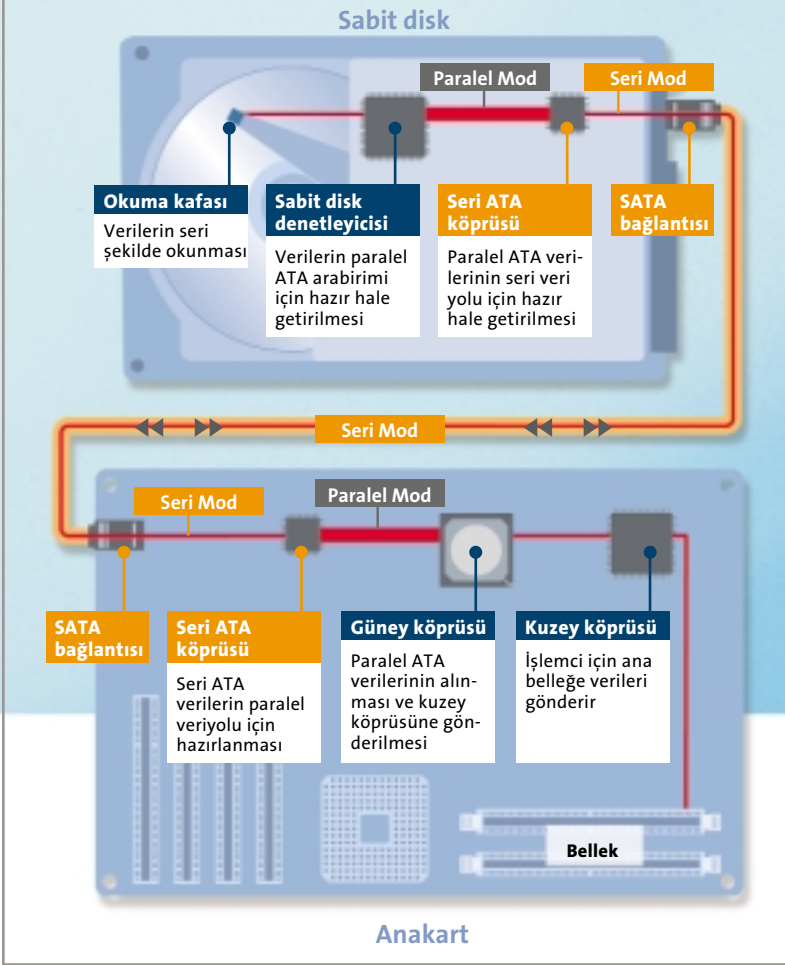 Sabit disk
Paralel Mod
Seri Mod
Okuma kafası
Verilerin seri
şekilde okunması
Sabit disk
denetleyicisi
Verilerin paralel
ATA arabirimi
için hazır hale
getirilmesi
Seri ATA
köprüsü
Paralel ATA veri-
lerinin seri veri
yolu için hazır
hale getirilmesi
SATA
bağlantısı
Seri Mod
Seri Mod
Paralel Mod
SATA
bağlantısı
Seri ATA
köprüsü
Seri ATA
verilerin paralel
veriyolu için
hazırlanması
Güney köprüsü
Paralel ATA
verilerinin alın-
ması ve kuzey
köprüsüne gön-
derilmesi
Kuzey köprüsü
İşlemci için ana
belleğe verileri
gönderir
Bellek
Anakart